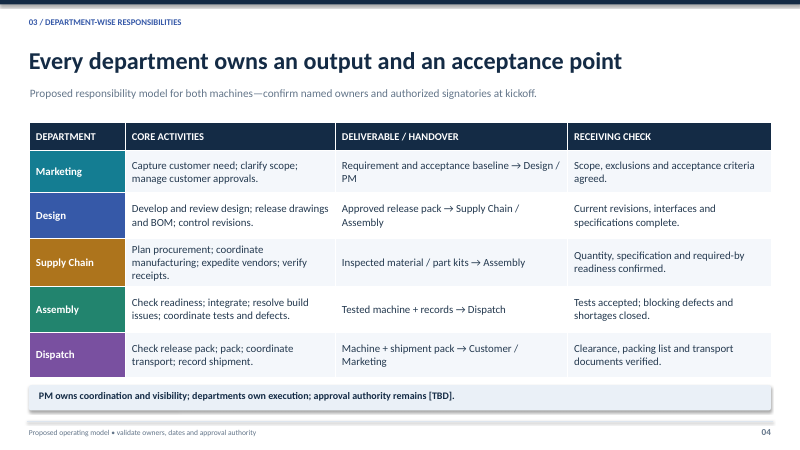 03 / DEPARTMENT-WISE RESPONSIBILITIES
Every department owns an output and an acceptance point
Proposed responsibility model for both machines—confirm named owners and authorized signatories at kickoff.
DEPARTMENT
CORE ACTIVITIES
DELIVERABLE / HANDOVER
RECEIVING CHECK
Marketing
Capture customer need; clarify scope;
manage customer approvals.
Requirement and acceptance baseline → Design /
PM
Scope, exclusions and acceptance criteria
agreed.
Design
Develop and review design; release drawings
and BOM; control revisions.
Approved release pack → Supply Chain /
Assembly
Current revisions, interfaces and
specifications complete.
Supply Chain
Plan procurement; coordinate
manufacturing; expedite vendors; verify
receipts.
Inspected material / part kits → Assembly
Quantity, specification and required-by
readiness confirmed.
Assembly
Check readiness; integrate; resolve build
issues; coordinate tests and defects.
Tested machine + records → Dispatch
Tests accepted; blocking defects and
shortages closed.
Dispatch
Check release pack; pack; coordinate
transport; record shipment.
Machine + shipment pack → Customer /
Marketing
Clearance, packing list and transport
documents verified.
PM owns coordination and visibility; departments own execution; approval authority remains [TBD].
Proposed operating model • validate owners, dates and approval authority
04